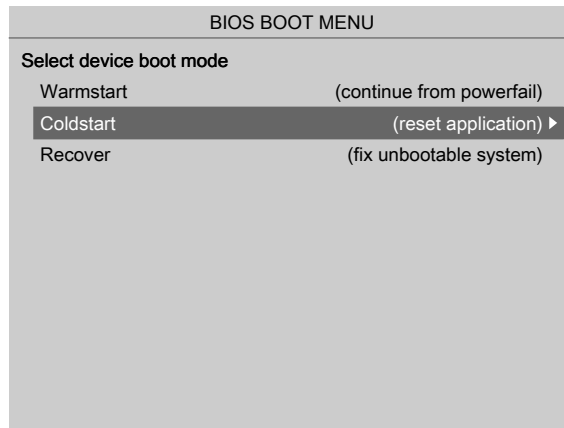 BIOS BOOT MENU
Select device boot mode
Warmstart (continue from powerfail)
Coldstart (reset application)
Recover (fix unbootable system)